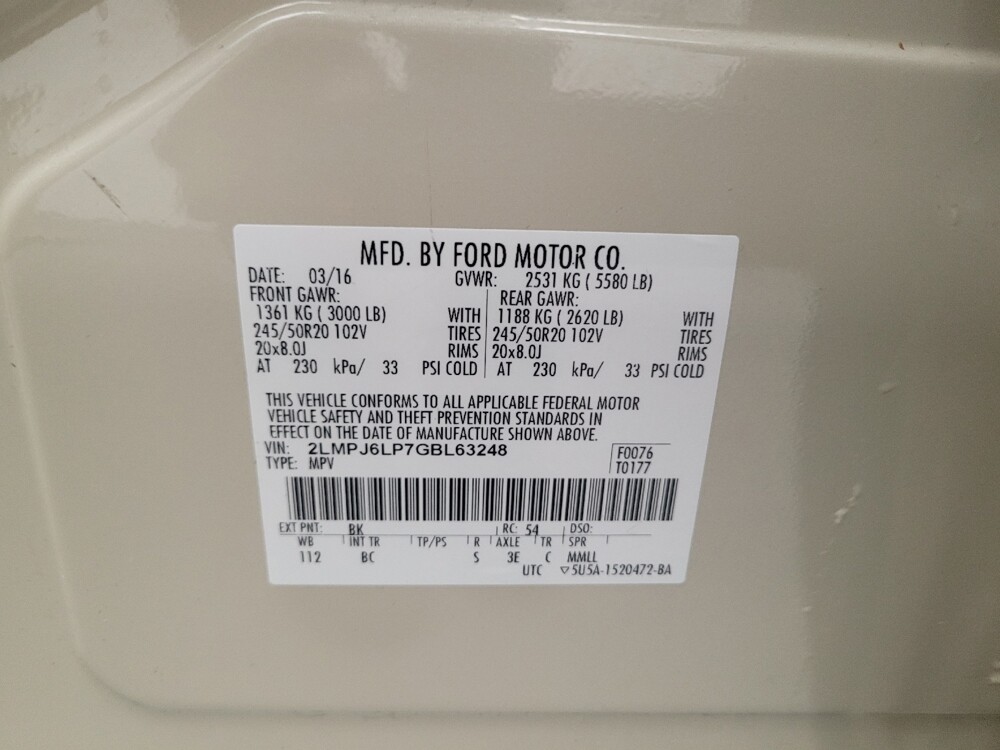 MFD. BY FORD MOTOR CO.
DATE: 03/16 GVWR: 2531 KG ( 5580 LB)
FRONT GAWR: REAR GAWR:
1361 KG ( 3000 LB) WITH 1188 KG ( 2620 LB) WITH
245/50R20 102V TIRES 245/50R20 102V TIRES
20x8.0J RIMS 20x8.0J RIMS
AT 230 kPa/ 33 PSI COLD AT 230 kPa/ 33 PSI COLD
THIS VEHICLE CONFORMS TO ALL APPLICABLE FEDERAL MOTOR
VEHICLE SAFETY AND THEFT PREVENTION STANDARDS IN
EFFECT ON THE DATE OF MANUFACTURE SHOWN ABOVE.
VIN: 2LMPJ6LP7GBL63248 F0076
TYPE: MPV T0177
EXT PNT: BK RC: 54 DSO:
WB INT TR TP/PS R AXLE TR SPR
112 BC S 3E C MMLL
UTC ▽5U5A-1520472-BA